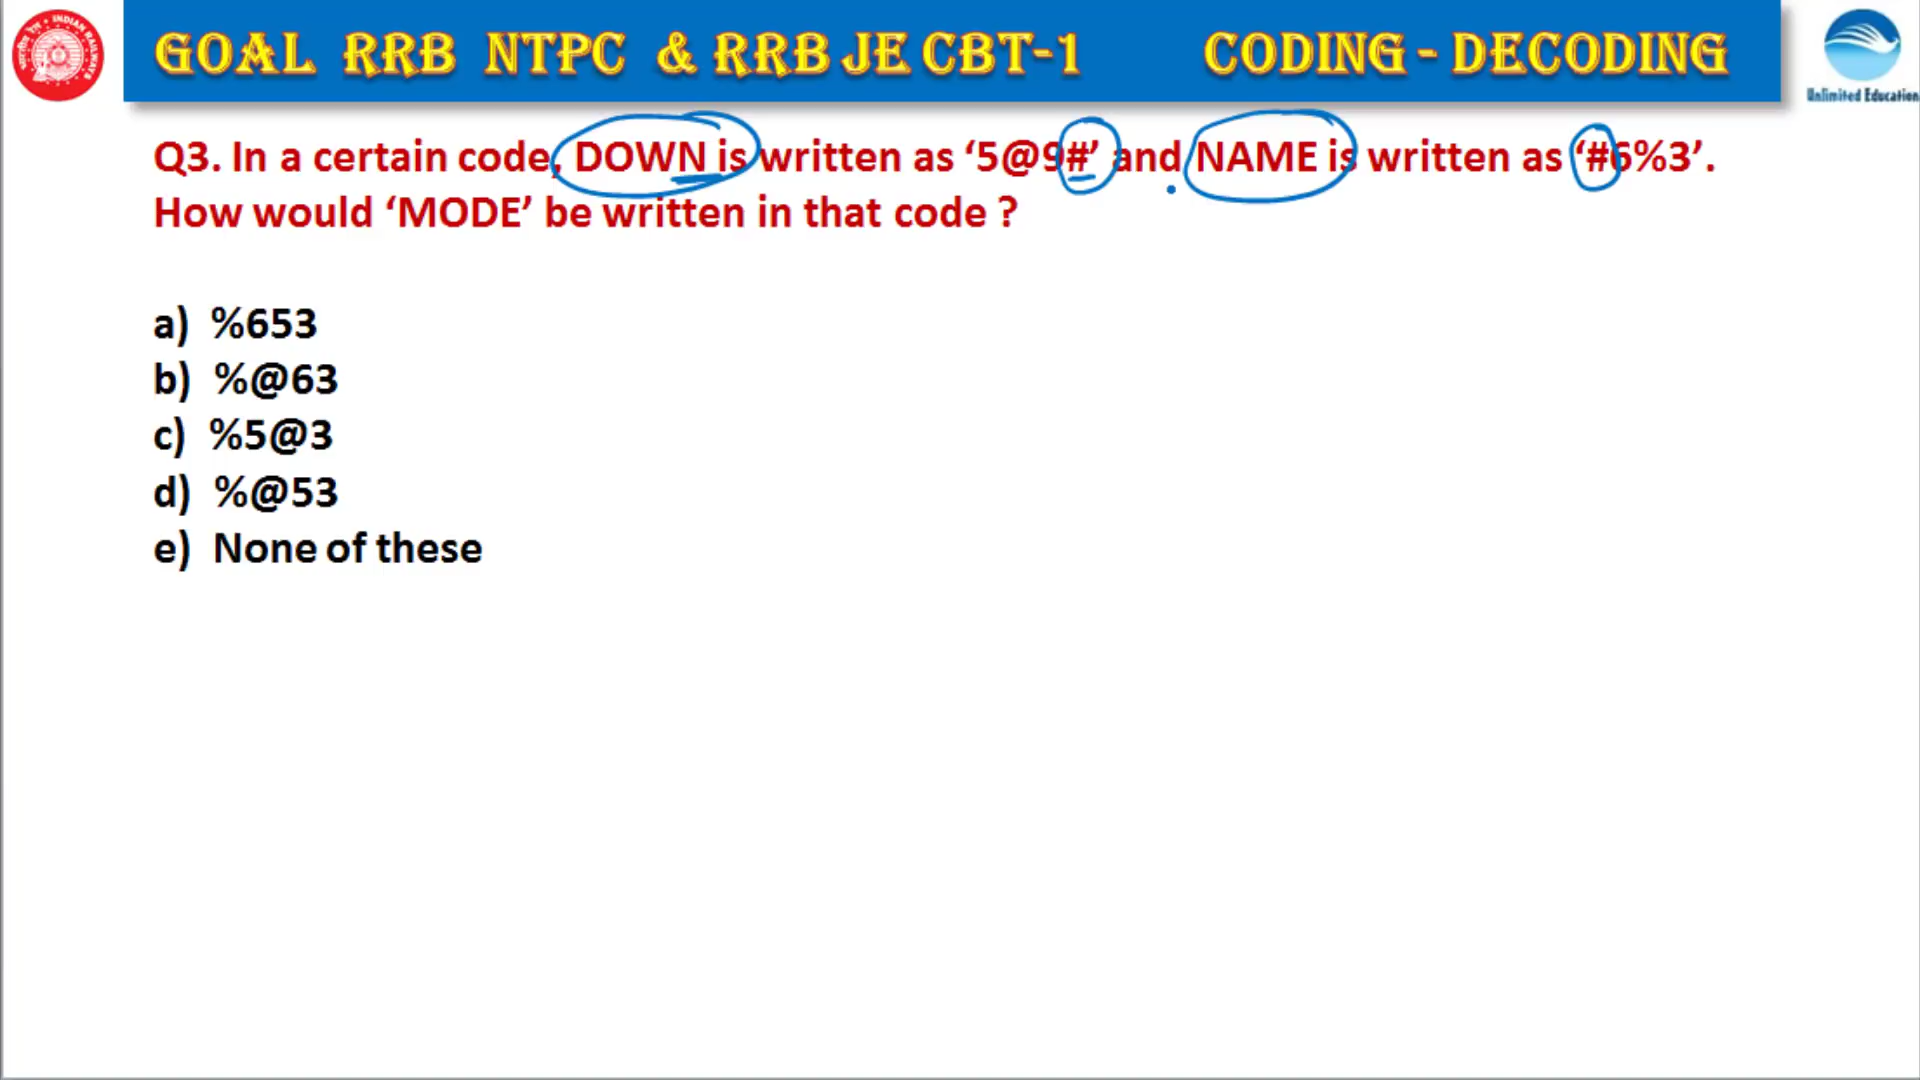 GOAL RRB NTPC & RRB JE CBT-1 CODING - DECODING
INDIAN RAILWAYS
Unlimited Education
Q3. In a certain code, DOWN is written as ‘5@9#’ and NAME is written as ‘#6%3’.
How would ‘MODE’ be written in that code ?
a) %653
b) %@63
c) %5@3
d) %@53
e) None of these